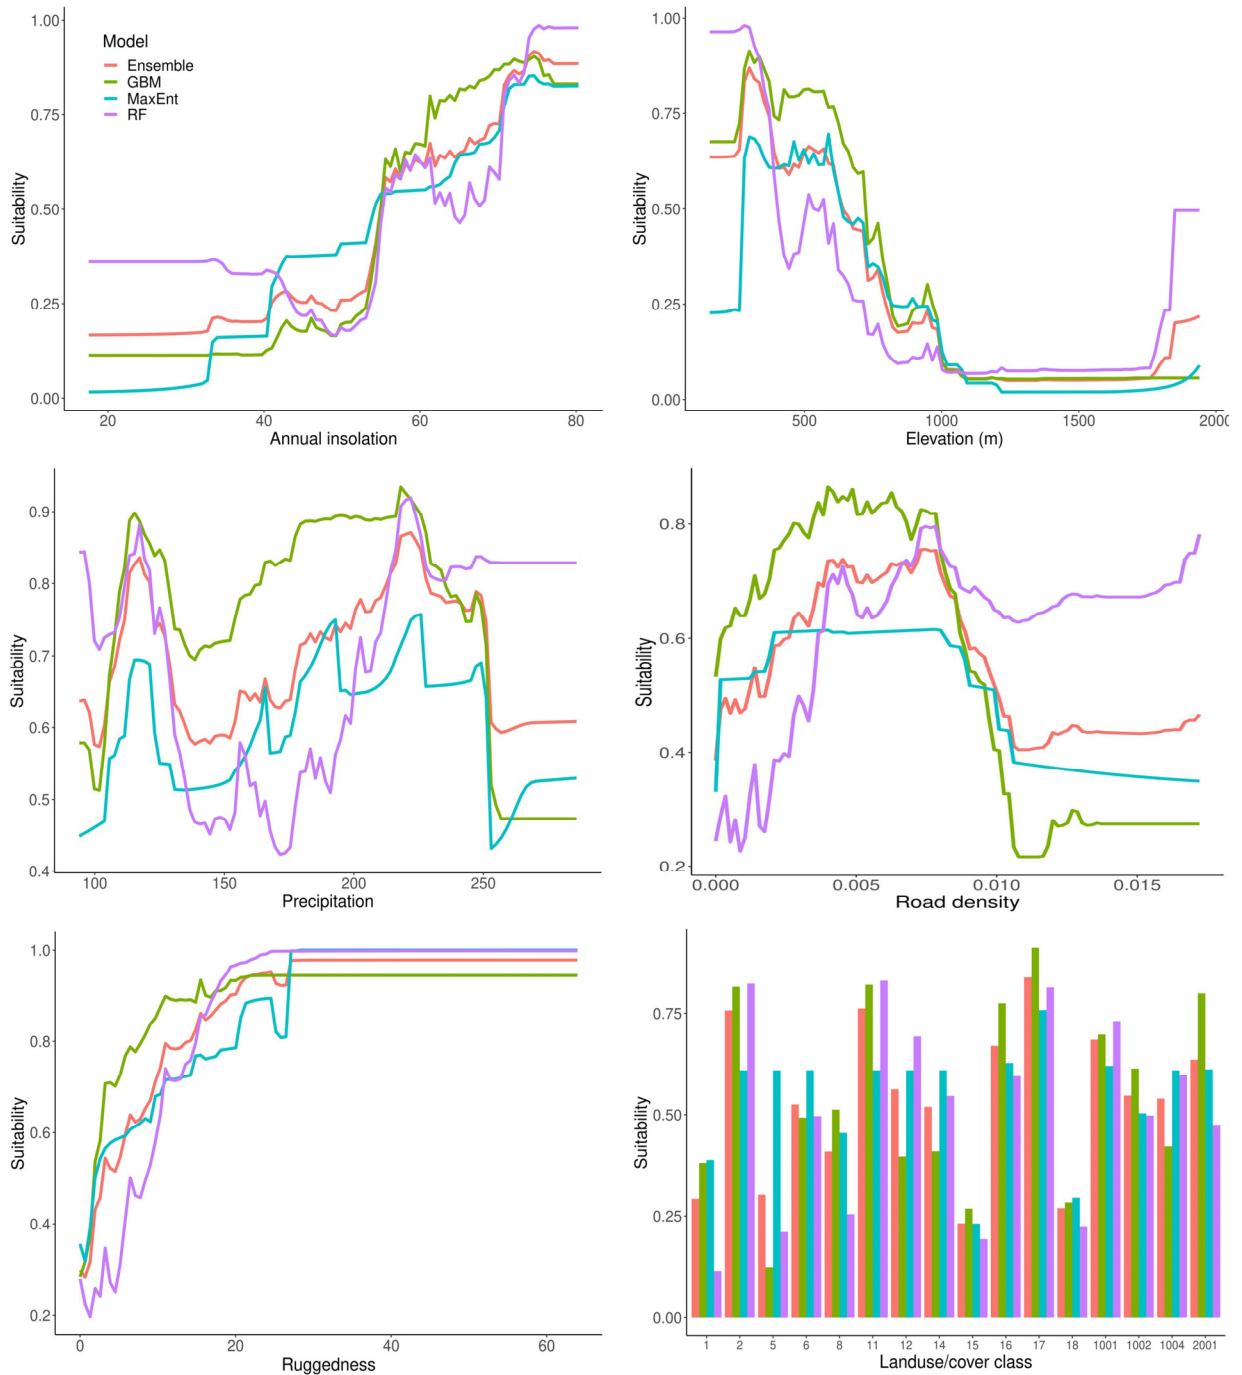 1.00
0.75
0.50
0.25
0.00
Suitability
Model
Ensemble
GBM
MaxEnt
RF
20 40 60 80
Annual insolation
1.00
0.75
0.50
0.25
0.00
Suitability
500 1000 1500 2000
Elevation (m)
0.9
0.8
0.7
0.6
0.5
0.4
Suitability
100 150 200 250
Precipitation
0.8
0.6
0.4
0.2
Suitability
0.000 0.005 0.010 0.015
Road density
1.0
0.8
0.6
0.4
0.2
Suitability
0 20 40 60
Ruggedness
0.75
0.50
0.25
0.00
Suitability
1 2 5 6 8 11 12 14 15 16 17 18 1001 1002 1004 2001
Landuse/cover class